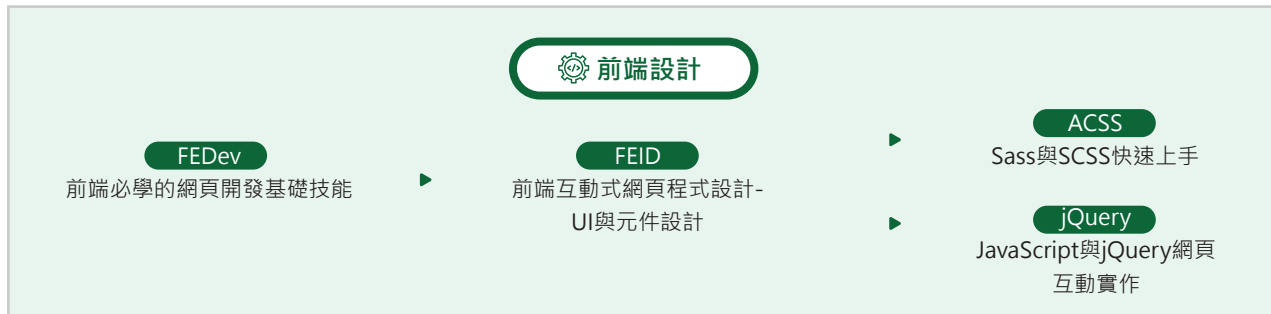 前端設計
FEDev
前端必學的網頁開發基礎技能
FEID
前端互動式網頁程式設計-
UI與元件設計
ACSS
Sass與SCSS快速上手
jQuery
JavaScript與jQuery網頁
互動實作